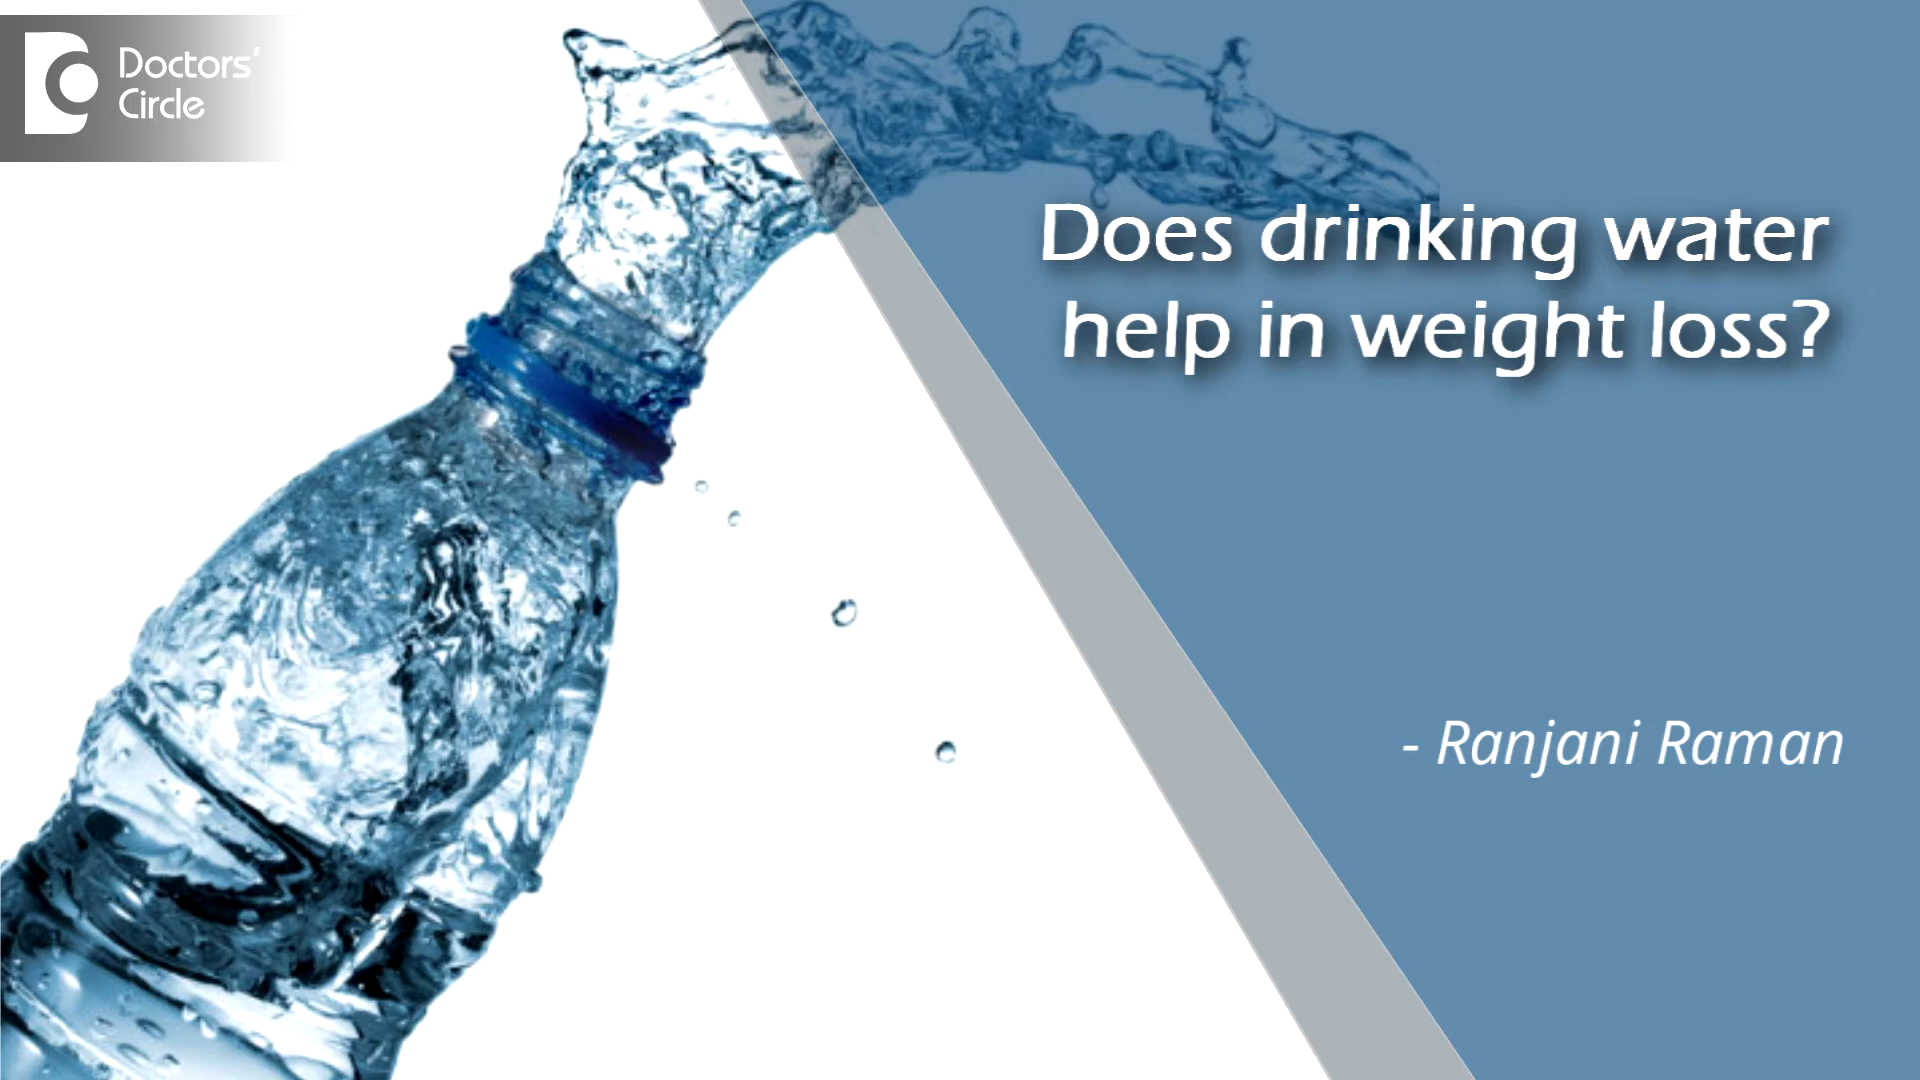 Doctors'
Circle
Does drinking water
help in weight loss?
- Ranjani Raman